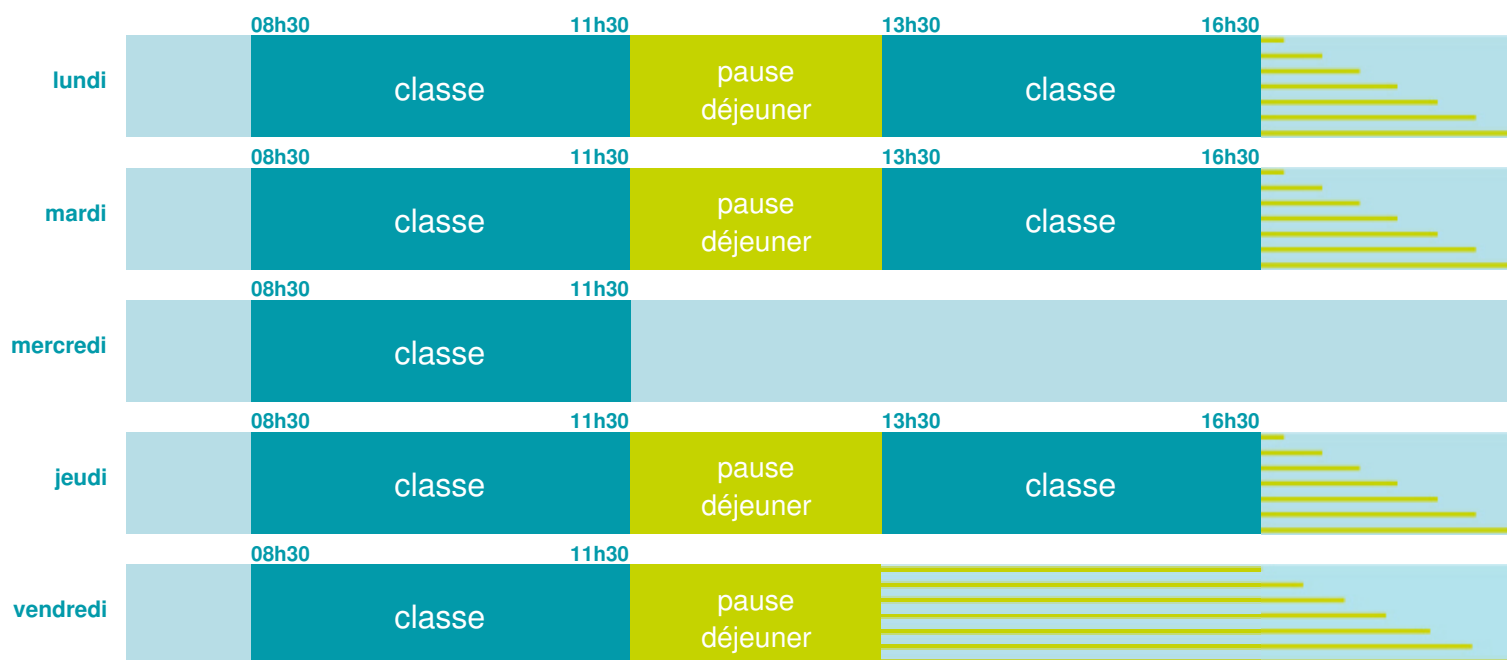 08h30 11h30 13h30 16h30
lundi classe pause déjeuner classe
08h30 11h30 13h30 16h30
mardi classe pause déjeuner classe
08h30 11h30
mercredi classe
08h30 11h30 13h30 16h30
jeudi classe pause déjeuner classe
08h30 11h30
vendredi classe pause déjeuner